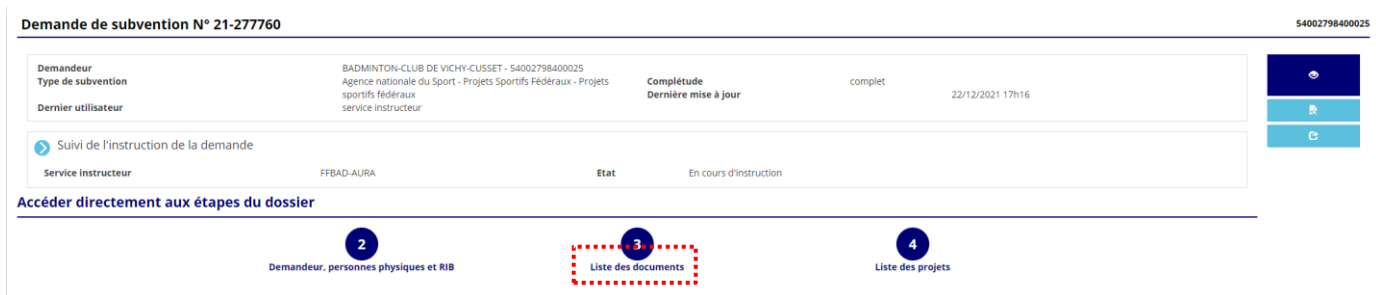 Demande de subvention N° 21-277760
54002798400025
Demandeur BADMINTON-CLUB DE VICHY-CUSSET - 54002798400025
Type de subvention Agence nationale du Sport - Projets Sportifs Fédéraux - Projets sportifs fédéraux
Complétude complet
Dernière mise à jour 22/12/2021 17h16
Dernier utilisateur service instructeur
Suivi de l'instruction de la demande
Service instructeur FFBAD-AURA Etat En cours d'instruction
Accéder directement aux étapes du dossier
2 3 4
Demandeur, personnes physiques et RIB Liste des documents Liste des projets